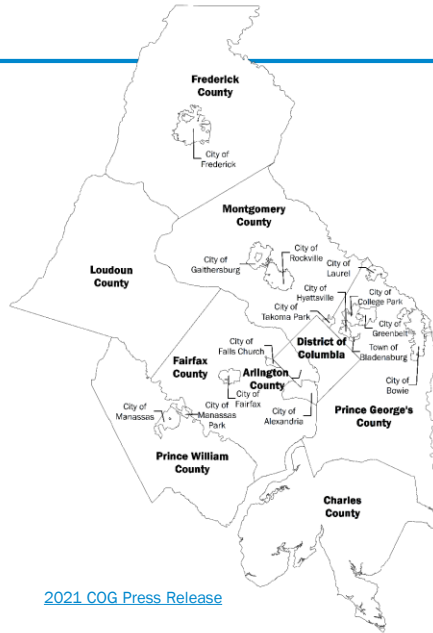 Frederick
County
City of
Frederick
Montgomery
County
City of
Rockville
City of
Gaithersburg
City of
Laurel
Loudoun
County
City of
Hyattsville
City of
College Park
City of
Takoma Park
City of
Greenbelt
City of
Falls Church
District of
Columbia
Town of
Bladensburg
Fairfax
County
Arlington
County
City of
Bowie
City of
Fairfax
City of
Manassas
City of
Manassas
Park
City of
Alexandria
Prince George's
County
Prince William
County
Charles
County
2021 COG Press Release